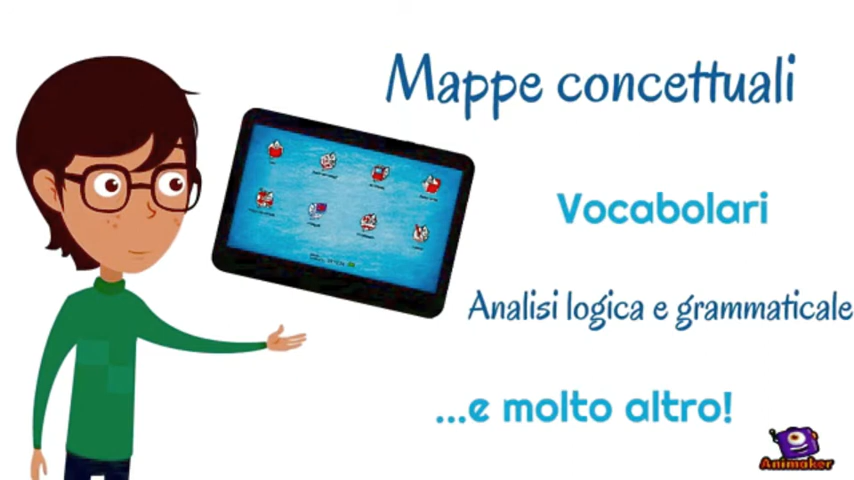 Mappe concettuali
Vocabolari
Analisi logica e grammaticale
...e molto altro!
Animaker